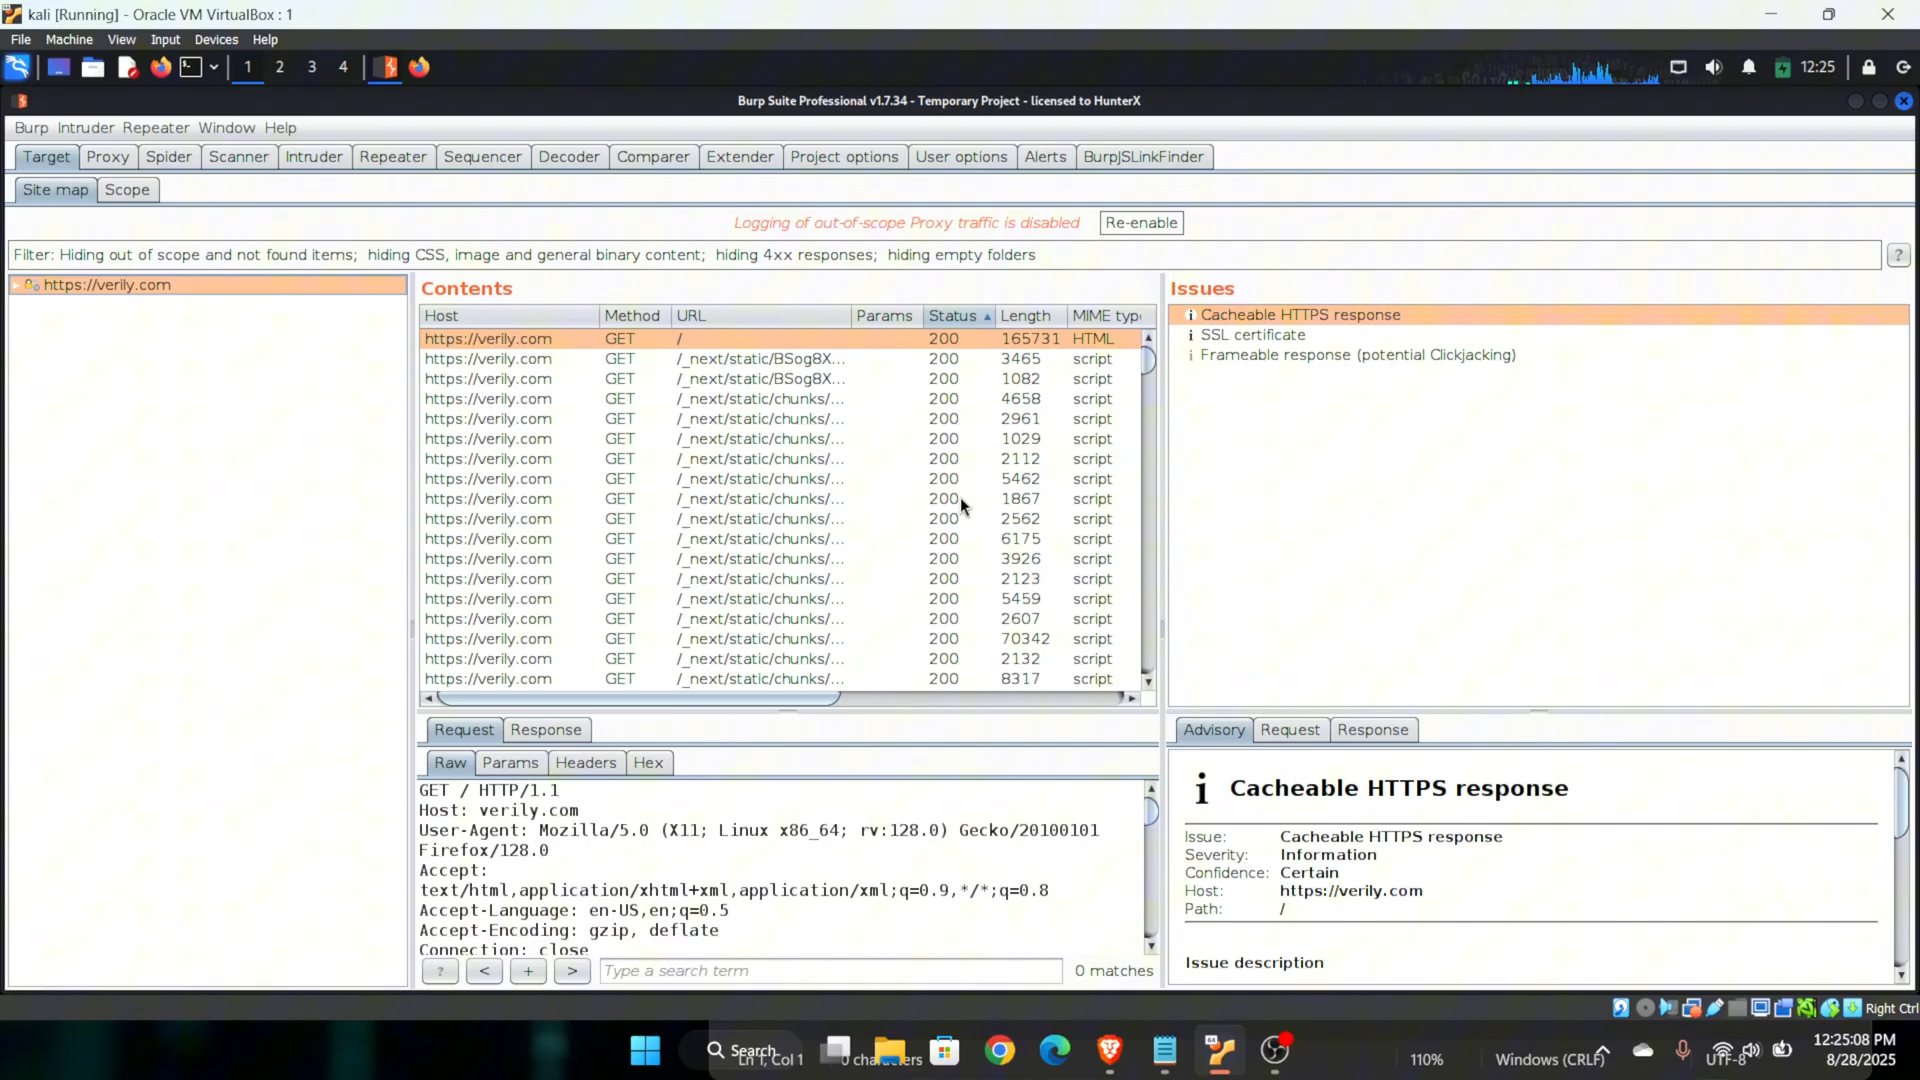 kali [Running] - Oracle VM VirtualBox : 1
File Machine View Input Devices Help
1 2 3 4
12:25
Burp Suite Professional v1.7.34 - Temporary Project - licensed to HunterX
Burp Intruder Repeater Window Help
Target Proxy Spider Scanner Intruder Repeater Sequencer Decoder Comparer Extender Project options User options Alerts BurpJSLinkFinder
Site map Scope
Logging of out-of-scope Proxy traffic is disabled Re-enable
Filter: Hiding out of scope and not found items; hiding CSS, image and general binary content; hiding 4xx responses; hiding empty folders ?
https://verily.com
Contents
Host Method URL Params Status Length MIME typ
https://verily.com GET / 200 165731 HTML
https://verily.com GET /_next/static/BSog8X... 200 3465 script
https://verily.com GET /_next/static/BSog8X... 200 1082 script
https://verily.com GET /_next/static/chunks/... 200 4658 script
https://verily.com GET /_next/static/chunks/... 200 2961 script
https://verily.com GET /_next/static/chunks/... 200 1029 script
https://verily.com GET /_next/static/chunks/... 200 2112 script
https://verily.com GET /_next/static/chunks/... 200 5462 script
https://verily.com GET /_next/static/chunks/... 200 1867 script
https://verily.com GET /_next/static/chunks/... 200 2562 script
https://verily.com GET /_next/static/chunks/... 200 6175 script
https://verily.com GET /_next/static/chunks/... 200 3926 script
https://verily.com GET /_next/static/chunks/... 200 2123 script
https://verily.com GET /_next/static/chunks/... 200 5459 script
https://verily.com GET /_next/static/chunks/... 200 2607 script
https://verily.com GET /_next/static/chunks/... 200 70342 script
https://verily.com GET /_next/static/chunks/... 200 2132 script
https://verily.com GET /_next/static/chunks/... 200 8317 script
Request Response
Raw Params Headers Hex
GET / HTTP/1.1
Host: verily.com
User-Agent: Mozilla/5.0 (X11; Linux x86_64; rv:128.0) Gecko/20100101
Firefox/128.0
Accept:
text/html,application/xhtml+xml,application/xml;q=0.9,*/*;q=0.8
Accept-Language: en-US,en;q=0.5
Accept-Encoding: gzip, deflate
Connection: close
? < + > Type a search term 0 matches
Issues
i Cacheable HTTPS response
i SSL certificate
i Frameable response (potential Clickjacking)
Advisory Request Response
i Cacheable HTTPS response
Issue: Cacheable HTTPS response
Severity: Information
Confidence: Certain
Host: https://verily.com
Path: /
Issue description
Right Ctrl
Search
Ln 1, Col 1 0 characters
110% Windows (CRLF) UTF-8
12:25:08 PM
8/28/2025